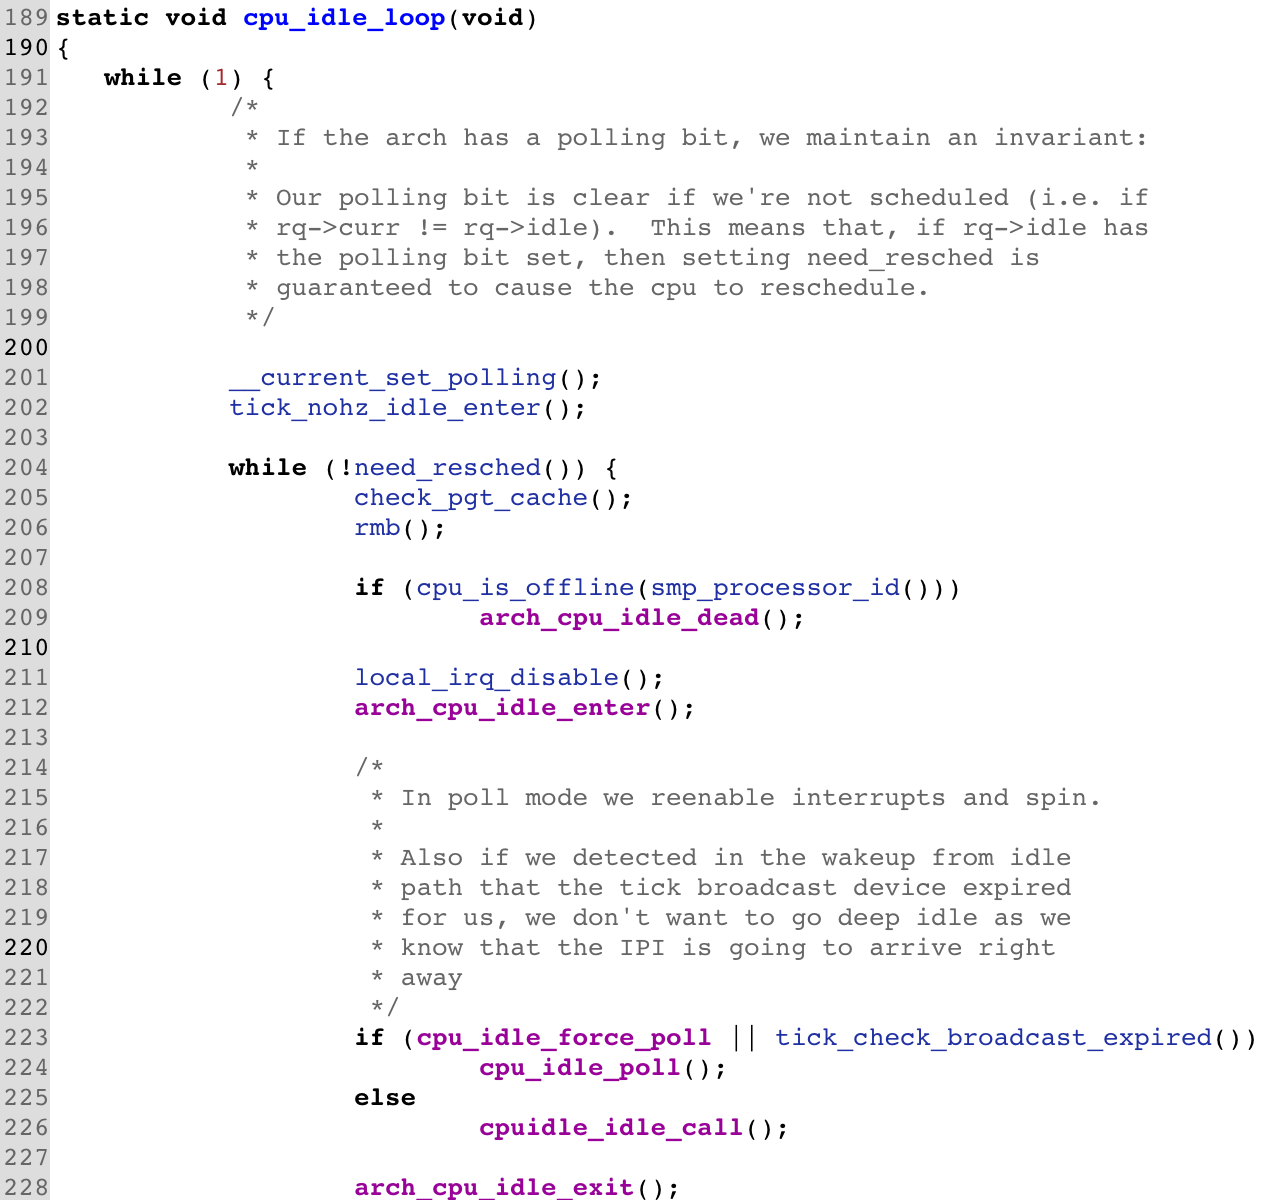 189 static void cpu_idle_loop(void)
190 {
191 while (1) {
192 /*
193 * If the arch has a polling bit, we maintain an invariant:
194 *
195 * Our polling bit is clear if we're not scheduled (i.e. if
196 * rq->curr != rq->idle).  This means that, if rq->idle has
197 * the polling bit set, then setting need_resched is
198 * guaranteed to cause the cpu to reschedule.
199 */
200
201 __current_set_polling();
202 tick_nohz_idle_enter();
203
204 while (!need_resched()) {
205 check_pgt_cache();
206 rmb();
207
208 if (cpu_is_offline(smp_processor_id()))
209 arch_cpu_idle_dead();
210
211 local_irq_disable();
212 arch_cpu_idle_enter();
213
214 /*
215 * In poll mode we reenable interrupts and spin.
216 *
217 * Also if we detected in the wakeup from idle
218 * path that the tick broadcast device expired
219 * for us, we don't want to go deep idle as we
220 * know that the IPI is going to arrive right
221 * away
222 */
223 if (cpu_idle_force_poll || tick_check_broadcast_expired())
224 cpu_idle_poll();
225 else
226 cpuidle_idle_call();
227
228 arch_cpu_idle_exit();